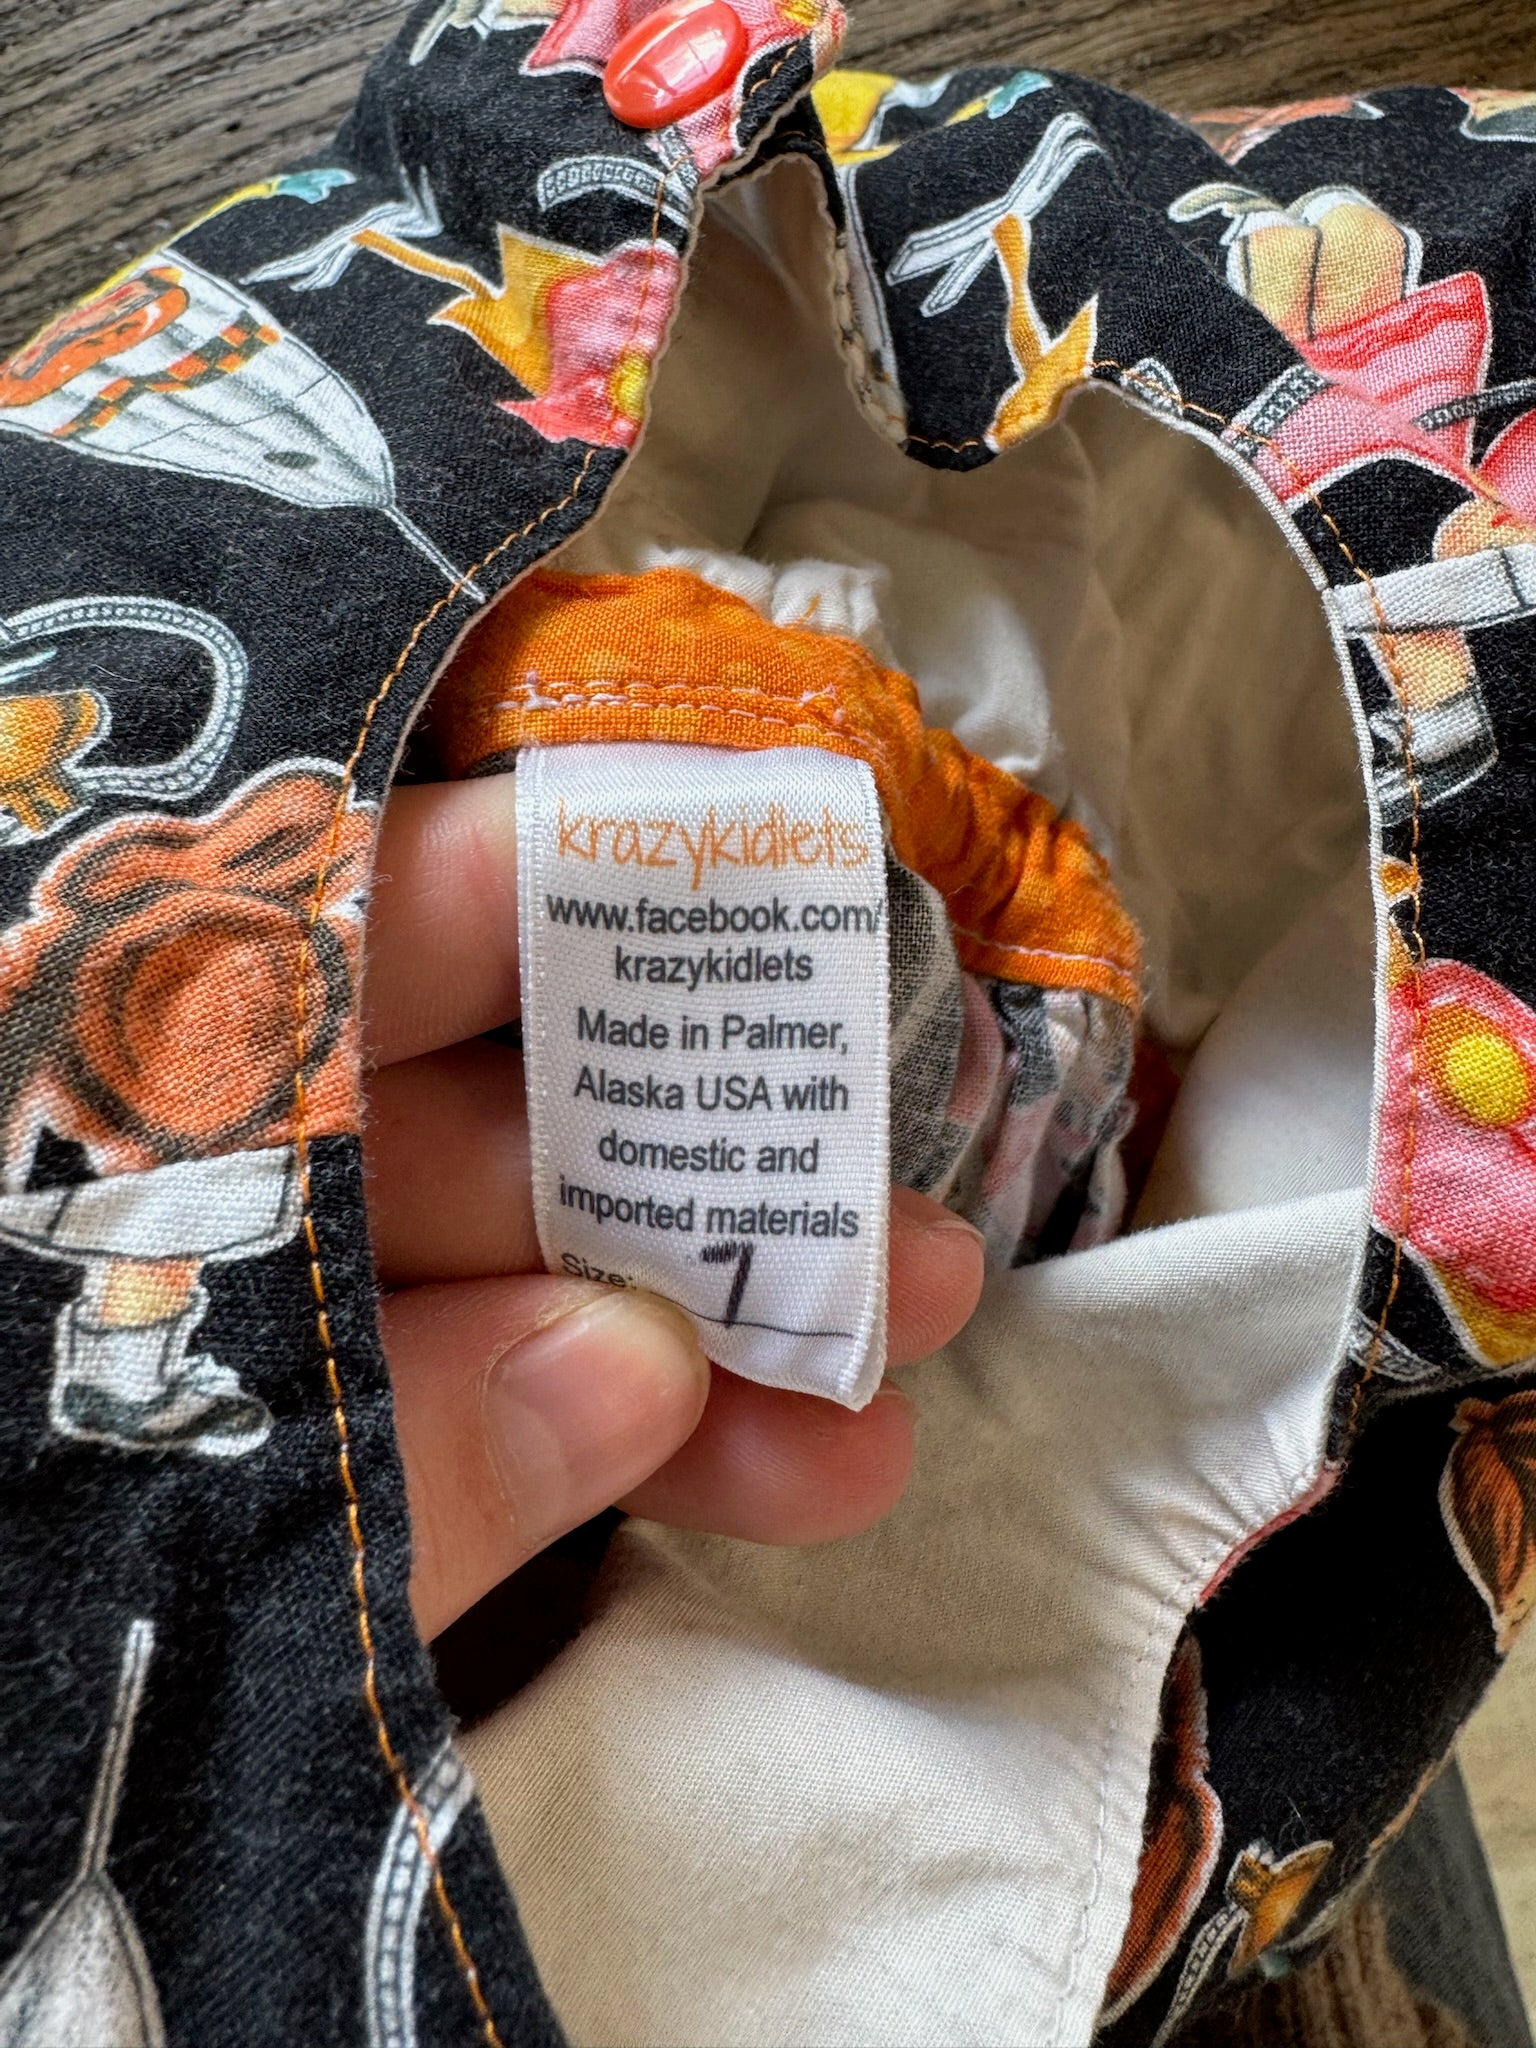 krazykidlets
www.facebook.com/
krazykidlets
Made in Palmer,
Alaska USA with
domestic and
imported materials
Size: 1